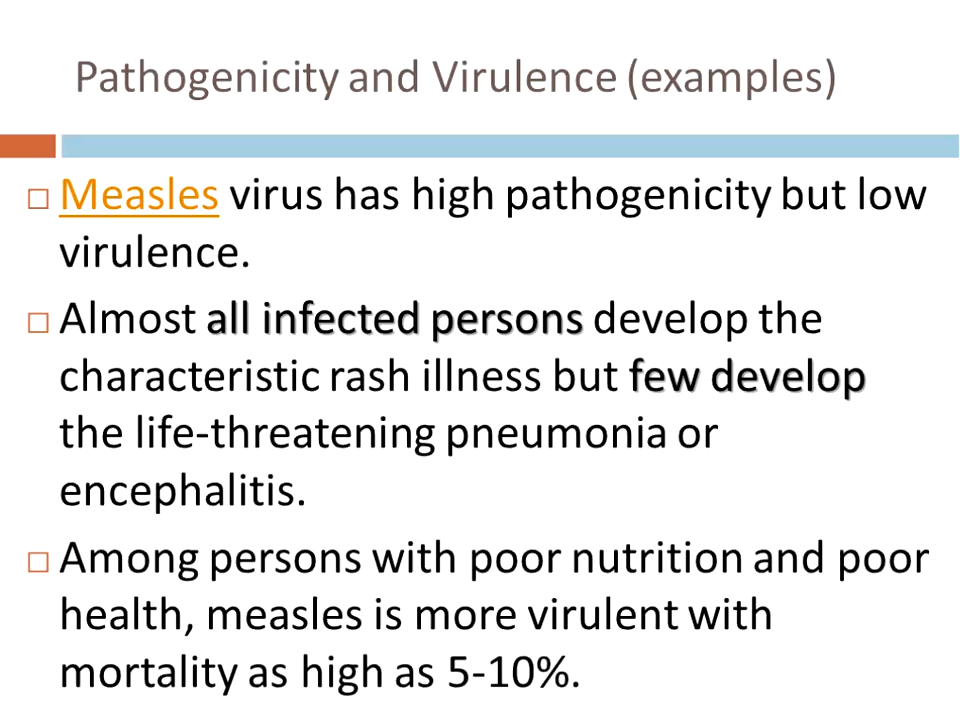 Pathogenicity and Virulence (examples)
Measles virus has high pathogenicity but low
virulence.
Almost all infected persons develop the
characteristic rash illness but few develop
the life-threatening pneumonia or
encephalitis.
Among persons with poor nutrition and poor
health, measles is more virulent with
mortality as high as 5-10%.